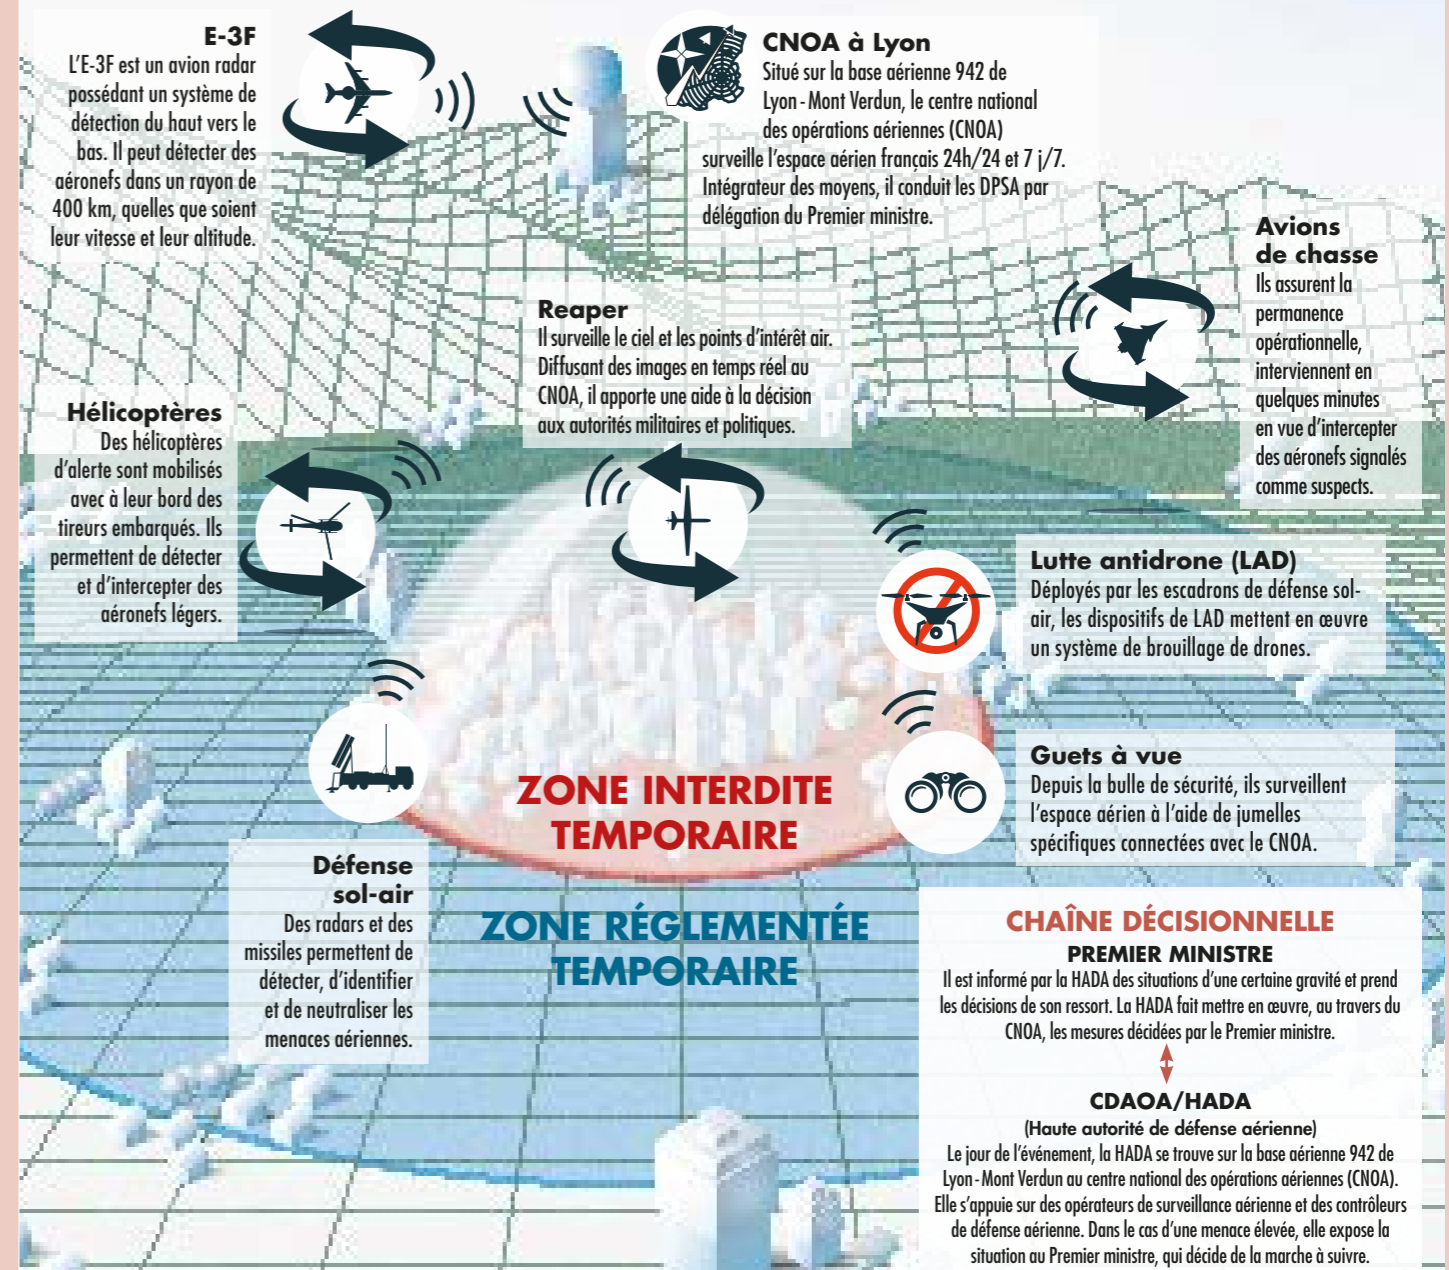 E-3F
L’E-3F est un avion radar
possédant un système de
détection du haut vers le
bas. Il peut détecter des
aéronefs dans un rayon de
400 km, quelles que soient
leur vitesse et leur altitude.
CNOA à Lyon
Situé sur la base aérienne 942 de
Lyon - Mont Verdun, le centre national
des opérations aériennes (CNOA)
surveille l’espace aérien français 24h/24 et 7 j/7.
Intégrateur des moyens, il conduit les DPSA par
délégation du Premier ministre.
Avions
de chasse
Ils assurent la
permanence
opérationnelle,
interviennent en
quelques minutes
en vue d’intercepter
des aéronefs signalés
comme suspects.
Reaper
Il surveille le ciel et les points d’intérêt air.
Diffusant des images en temps réel au
CNOA, il apporte une aide à la décision
aux autorités militaires et politiques.
Hélicoptères
Des hélicoptères
d’alerte sont mobilisés
avec à leur bord des
tireurs embarqués. Ils
permettent de détecter
et d’intercepter des
aéronefs légers.
Lutte antidrone (LAD)
Déployés par les escadrons de défense sol-
air, les dispositifs de LAD mettent en œuvre
un système de brouillage de drones.
Guets à vue
Depuis la bulle de sécurité, ils surveillent
l’espace aérien à l’aide de jumelles
spécifiques connectées avec le CNOA.
ZONE INTERDITE
TEMPORAIRE
Défense
sol-air
Des radars et des
missiles permettent de
détecter, d’identifier
et de neutraliser les
menaces aériennes.
ZONE RÉGLEMENTÉE
TEMPORAIRE
CHAÎNE DÉCISIONNELLE
PREMIER MINISTRE
Il est informé par la HADA des situations d’une certaine gravité et prend
les décisions de son ressort. La HADA fait mettre en œuvre, au travers du
CNOA, les mesures décidées par le Premier ministre.
CDAOA/HADA
(Haute autorité de défense aérienne)
Le jour de l’événement, la HADA se trouve sur la base aérienne 942 de
Lyon - Mont Verdun au centre national des opérations aériennes (CNOA).
Elle s’appuie sur des opérateurs de surveillance aérienne et des contrôleurs
de défense aérienne. Dans le cas d’une menace élevée, elle expose la
situation au Premier ministre, qui décide de la marche à suivre.